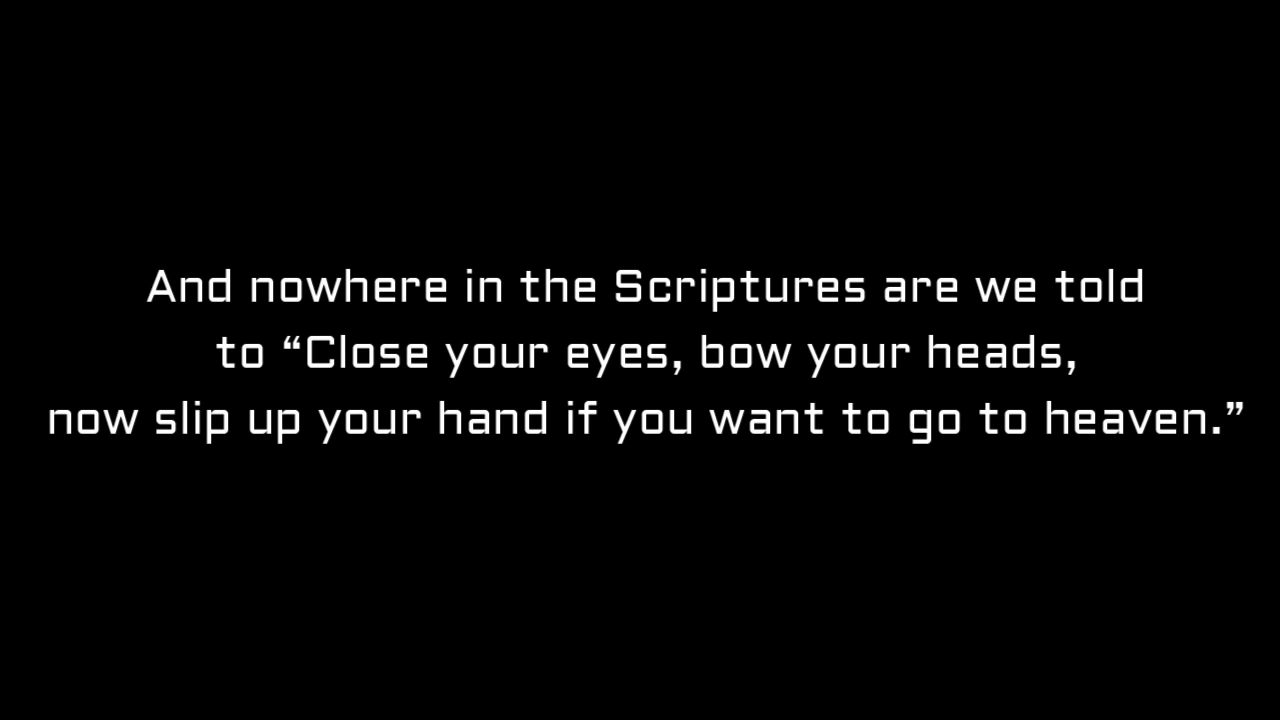 And nowhere in the Scriptures are we told
to “Close your eyes, bow your heads,
now slip up your hand if you want to go to heaven.”